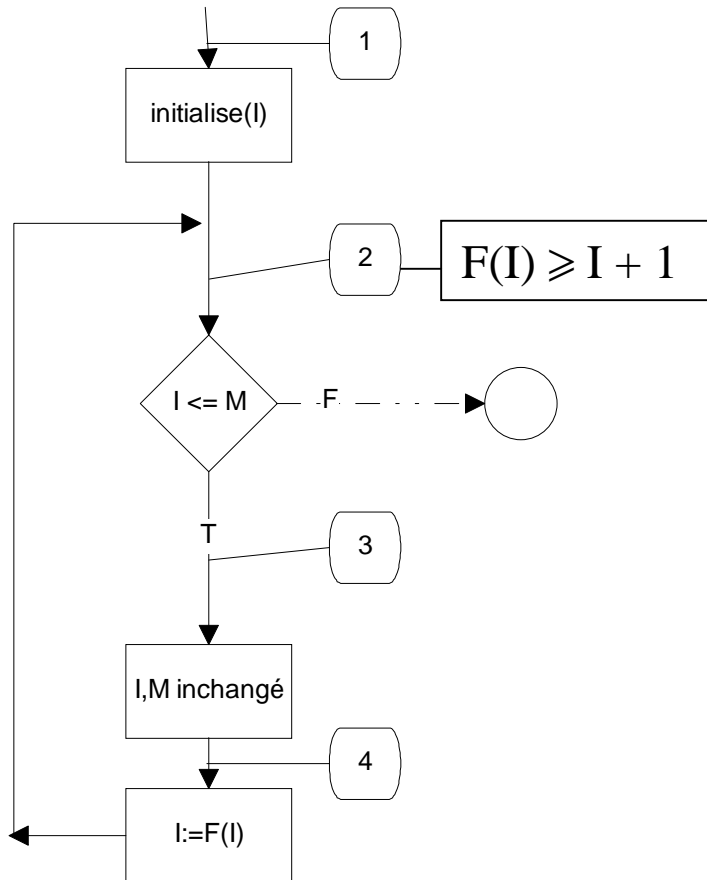 1
initialise(I)
2
F(I) ⩾ I + 1
I <= M
F
T
3
I,M inchangé
4
I:=F(I)